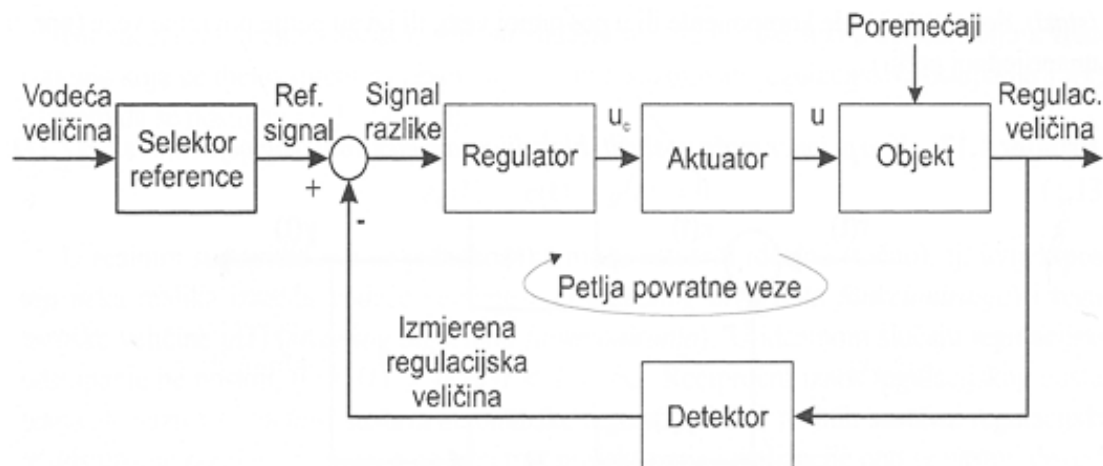 Poremećaji
Vodeća
veličina
Selektor
reference
Ref.
signal
+
-
Signal
razlike
Regulator
u_c
Aktuator
u
Objekt
Regulac.
veličina
Petlja povratne veze
Izmjerena
regulacijska
veličina
Detektor